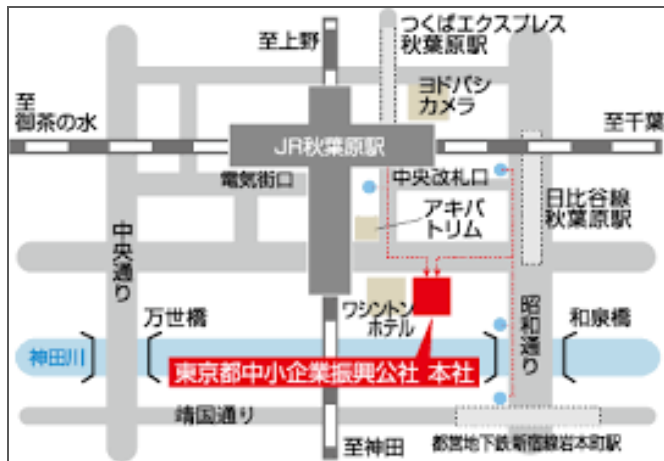 つくばエクスプレス
秋葉原駅
至上野
ヨドバシ
カメラ
至
御茶の水
至千葉
JR秋葉原駅
電気街口
中央改札口
日比谷線
秋葉原駅
アキバ
トリム
中央通り
昭和通り
万世橋
ワシントン
ホテル
和泉橋
神田川
東京都中小企業振興公社 本社
靖国通り
都営地下鉄新宿線岩本町駅
至神田